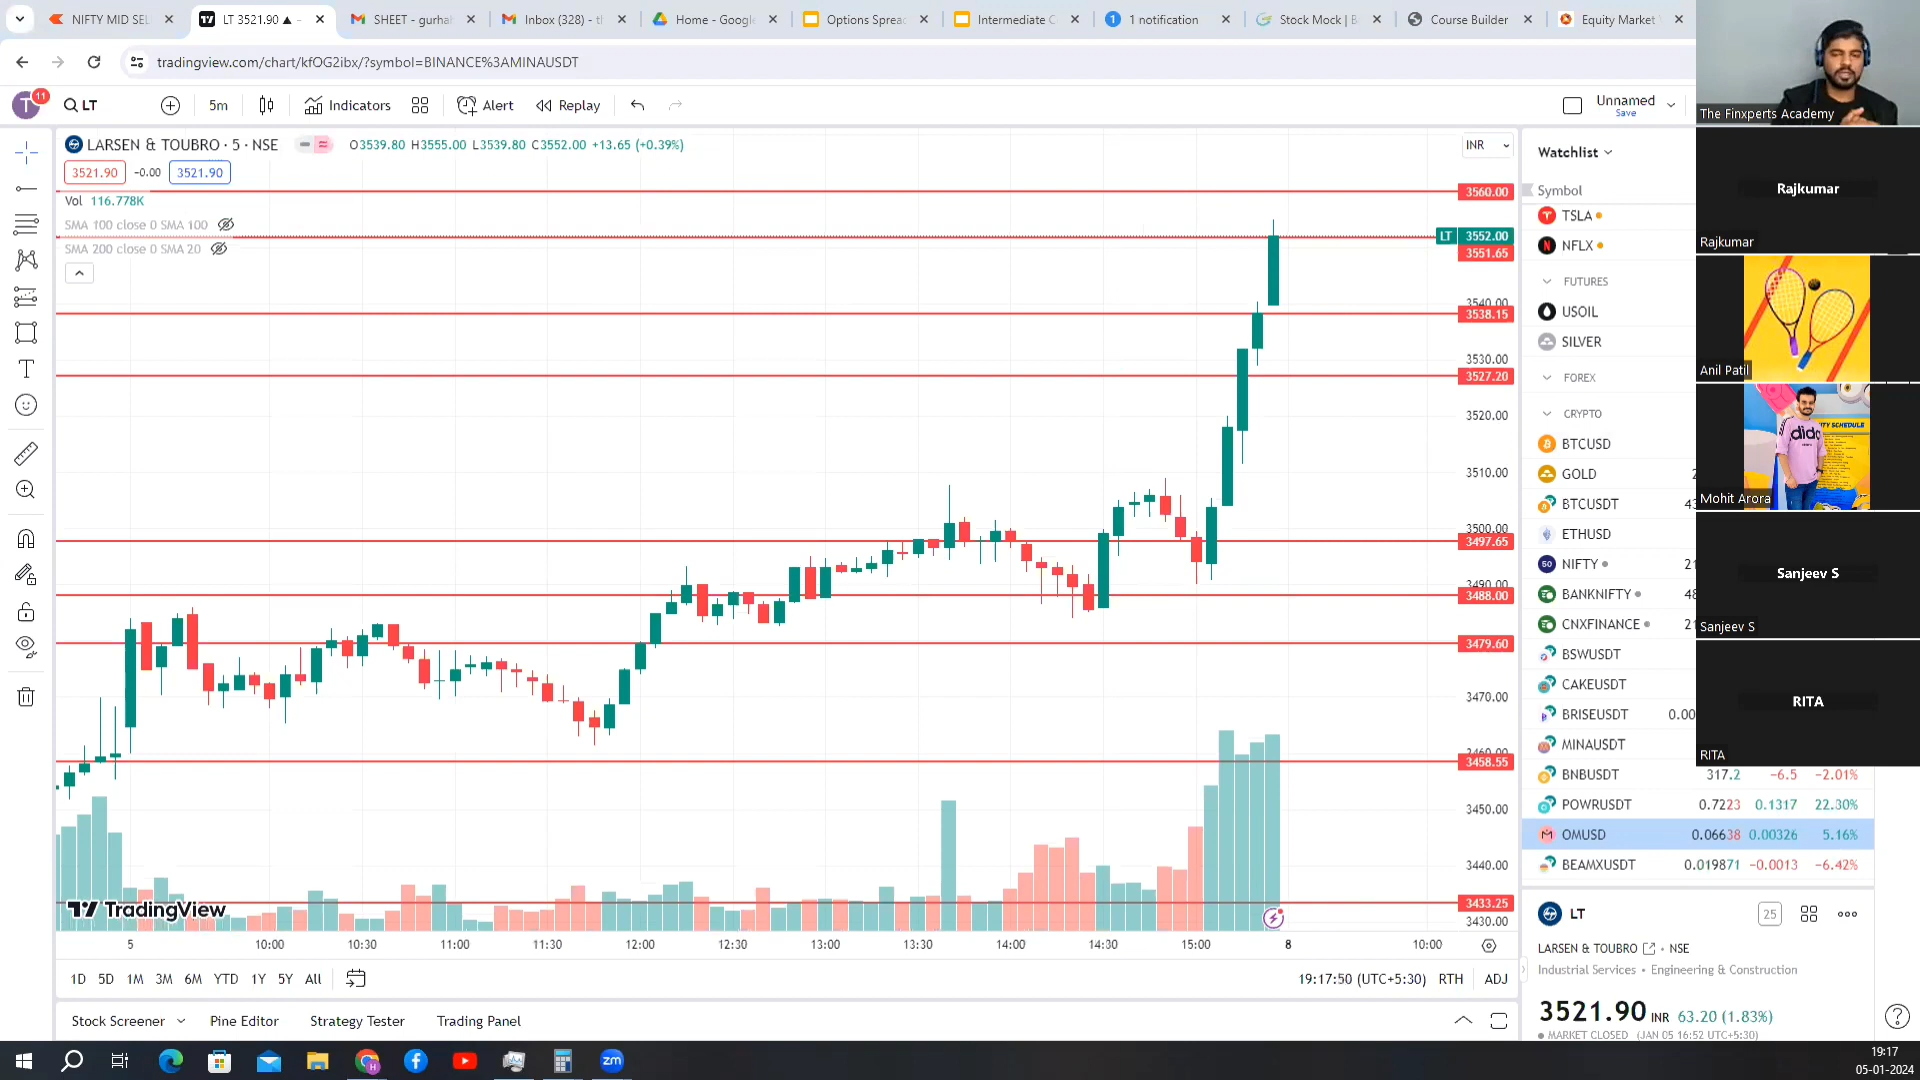 NIFTY MID SEL
LT 3521.90 ▲ −
SHEET - gurha
Inbox (328) - t
Home - Google
Options Sprea
Intermediate C
1 notification
Stock Mock | B
Course Builder
Equity Market
tradingview.com/chart/kfOG2ibx/?symbol=BINANCE%3AMINAUSDT
T 11
LT
5m
Indicators
Alert
Replay
Unnamed
Save
LARSEN & TOUBRO · 5 · NSE
O3539.80 H3555.00 L3539.80 C3552.00 +13.65 (+0.39%)
INR
3521.90 -0.00 3521.90
Vol 116.778K
SMA 100 close 0 SMA 100
SMA 200 close 0 SMA 20
3560.00
LT 3552.00
3551.65
3540.00
3538.15
3530.00
3527.20
3520.00
3510.00
3500.00
3497.65
3490.00
3488.00
3479.60
3470.00
3460.00
3458.55
3450.00
3440.00
3433.25
3430.00
TradingView
5 10:00 10:30 11:00 11:30 12:00 12:30 13:00 13:30 14:00 14:30 15:00 8 10:00
1D 5D 1M 3M 6M YTD 1Y 5Y All
19:17:50 (UTC+5:30) RTH ADJ
Stock Screener Pine Editor Strategy Tester Trading Panel
Watchlist
Symbol
TSLA
NFLX
FUTURES
USOIL
SILVER
FOREX
CRYPTO
BTCUSD
GOLD 2
BTCUSDT 43
ETHUSD
NIFTY 21
BANKNIFTY 48
CNXFINANCE 21
BSWUSDT
CAKEUSDT
BRISEUSDT 0.00
MINAUSDT
BNBUSDT 317.2 −6.5 −2.01%
POWRUSDT 0.7223 0.1317 22.30%
OMUSD 0.06638 0.00326 5.16%
BEAMXUSDT 0.019871 −0.0013 −6.42%
LT
25
LARSEN & TOUBRO • NSE
Industrial Services • Engineering & Construction
3521.90 INR 63.20 (1.83%)
MARKET CLOSED (JAN 05 16:52 UTC+5:30)
The Finxperts Academy
Rajkumar
Rajkumar
Anil Patil
dida
TY SCHEDULE
Mohit Arora
Sanjeev S
Sanjeev S
RITA
RITA
zm
19:17
05-01-2024